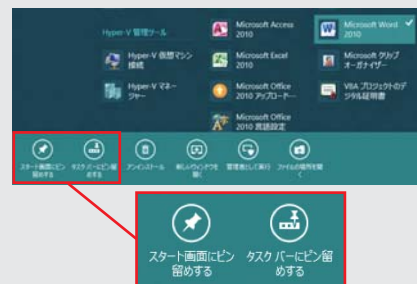 Hyper-V 管理ツール
Hyper-V 仮想マシン
接続
Hyper-V マネー
ジャー
Microsoft Access
2010
Microsoft Excel
2010
Microsoft Office
2010 アップロード…
Microsoft Office
2010 言語設定
Microsoft Word
2010
Microsoft クリップ
オーガナイザー
VBA プロジェクトのデ
ジタル証明書
スタート画面にピン
留めする
タスク バーにピン留
めする
アンインストール
新しいウィンドウを
開く
管理者として実行
ファイルの場所を開
く
スタート画面にピン
留めする
タスク バーにピン留
めする